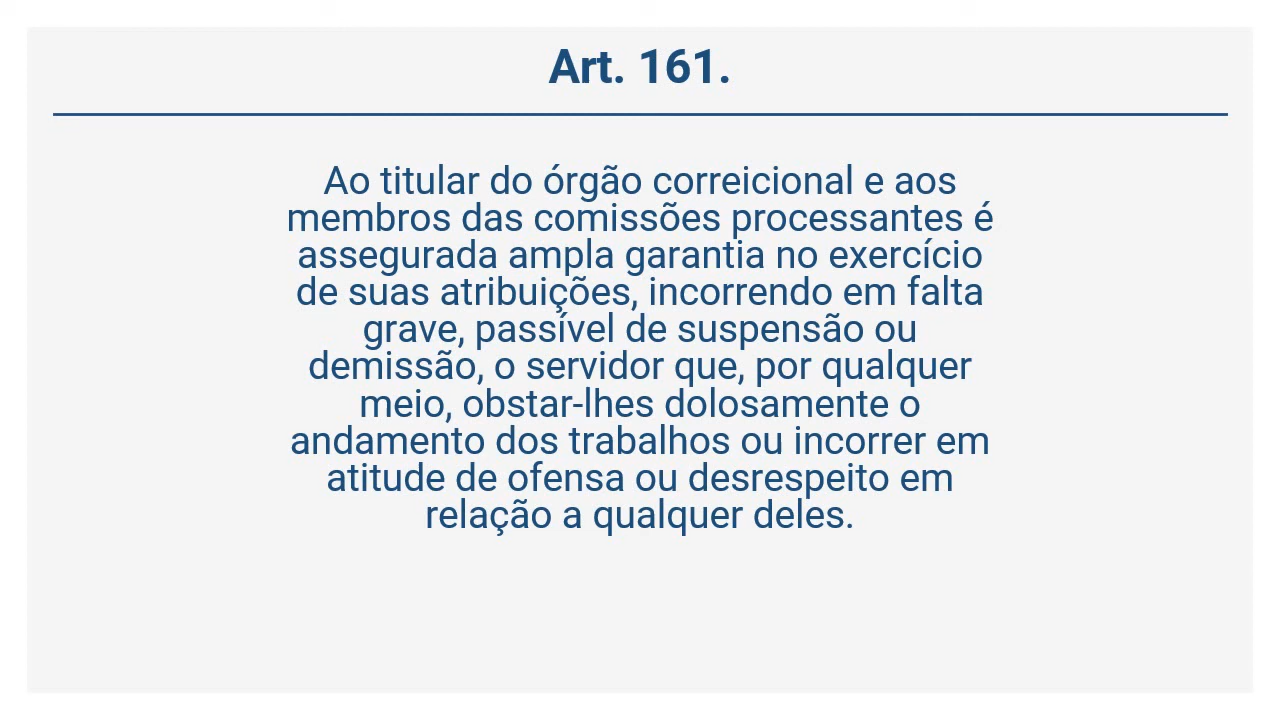 Art. 161.
Ao titular do órgão correicional e aos
membros das comissões processantes é
assegurada ampla garantia no exercício
de suas atribuições, incorrendo em falta
grave, passível de suspensão ou
demissão, o servidor que, por qualquer
meio, obstar-lhes dolosamente o
andamento dos trabalhos ou incorrer em
atitude de ofensa ou desrespeito em
relação a qualquer deles.